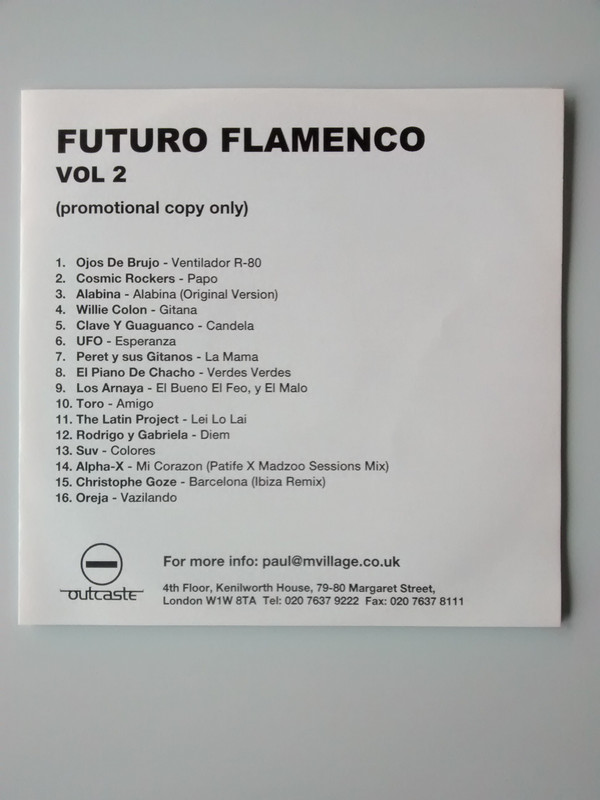 FUTURO FLAMENCO
VOL 2
(promotional copy only)
1. Ojos De Brujo - Ventilador R-80
2. Cosmic Rockers - Papo
3. Alabina - Alabina (Original Version)
4. Willie Colon - Gitana
5. Clave Y Guaguanco - Candela
6. UFO - Esperanza
7. Peret y sus Gitanos - La Mama
8. El Piano De Chacho - Verdes Verdes
9. Los Arnaya - El Bueno El Feo, y El Malo
10. Toro - Amigo
11. The Latin Project - Lei Lo Lai
12. Rodrigo y Gabriela - Diem
13. Suv - Colores
14. Alpha-X - Mi Corazon (Patife X Madzoo Sessions Mix)
15. Christophe Goze - Barcelona (Ibiza Remix)
16. Oreja - Vazilando
outcaste
For more info: paul@mvillage.co.uk
4th Floor, Kenilworth House, 79-80 Margaret Street,
London W1W 8TA Tel: 020 7637 9222 Fax: 020 7637 8111